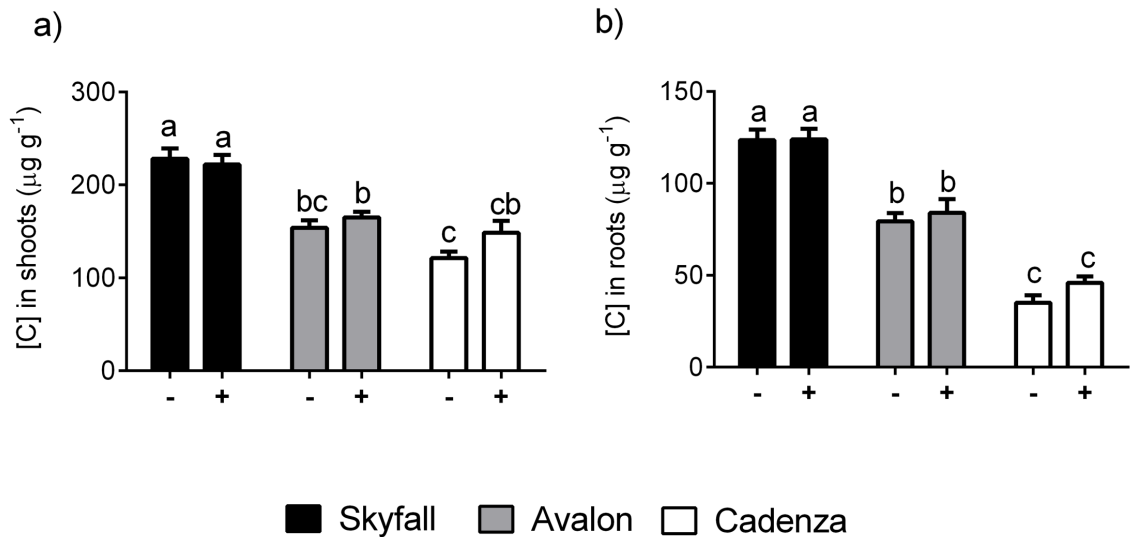 a)
[C] in shoots (µg g⁻¹)
300
200
100
0
a
a
bc
b
c
cb
- + - + - +
b)
[C] in roots (µg g⁻¹)
150
100
50
0
a
a
b
b
c
c
- + - + - +
Skyfall Avalon Cadenza